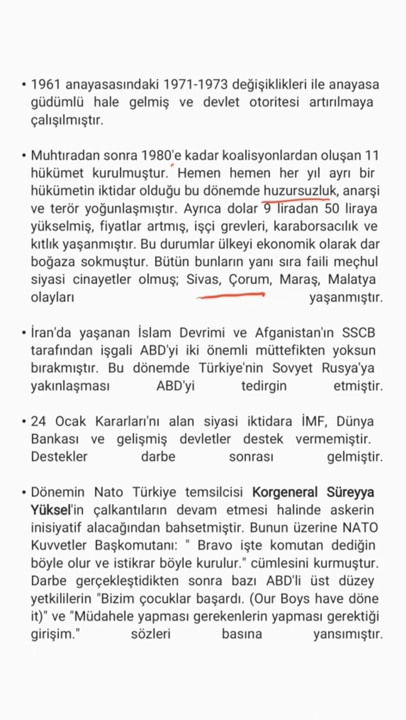 • 1961 anayasasındaki 1971-1973 değişiklikleri ile anayasa
güdümlü hale gelmiş ve devlet otoritesi artırılmaya
çalışılmıştır.
• Muhtıradan sonra 1980'e kadar koalisyonlardan oluşan 11
hükümet kurulmuştur. Hemen hemen her yıl ayrı bir
hükümetin iktidar olduğu bu dönemde huzursuzluk, anarşi
ve terör yoğunlaşmıştır. Ayrıca dolar 9 liradan 50 liraya
yükselmiş, fiyatlar artmış, işçi grevleri, karaborsacılık ve
kıtlık yaşanmıştır. Bu durumlar ülkeyi ekonomik olarak dar
boğaza sokmuştur. Bütün bunların yanı sıra faili meçhul
siyasi cinayetler olmuş; Sivas, Çorum, Maraş, Malatya
olayları yaşanmıştır.
• İran'da yaşanan İslam Devrimi ve Afganistan'ın SSCB
tarafından işgali ABD'yi iki önemli müttefikten yoksun
bırakmıştır. Bu dönemde Türkiye'nin Sovyet Rusya'ya
yakınlaşması ABD'yi tedirgin etmiştir.
• 24 Ocak Kararları'nı alan siyasi iktidara İMF, Dünya
Bankası ve gelişmiş devletler destek vermemiştir.
Destekler darbe sonrası gelmiştir.
• Dönemin Nato Türkiye temsilcisi Korgeneral Süreyya
Yüksel'in çalkantıların devam etmesi halinde askerin
inisiyatif alacağından bahsetmiştir. Bunun üzerine NATO
Kuvvetler Başkomutanı: " Bravo işte komutan dediğin
böyle olur ve istikrar böyle kurulur." cümlesini kurmuştur.
Darbe gerçekleştidikten sonra bazı ABD'li üst düzey
yetkililerin "Bizim çocuklar başardı. (Our Boys have döne
it)" ve "Müdahele yapması gerekenlerin yapması gerektiği
girişim." sözleri basına yansımıştır.